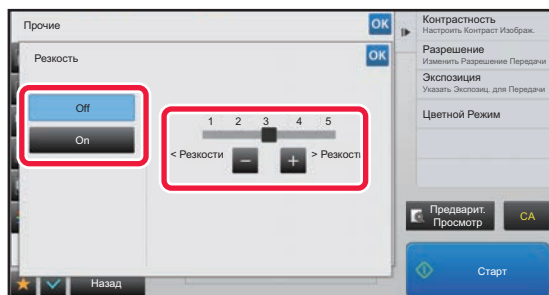 Прочие
OK
Резкость
OK
Off
On
1 2 3 4 5
< Резкости
> Резкост
Назад
Контрастность
Настроить Контраст Изображ.
Разрешение
Изменить Разрешение Передачи
Экспозиция
Указать Экспозиц. для Передачи
Цветной Режим
Предварит.
Просмотр
CA
Старт